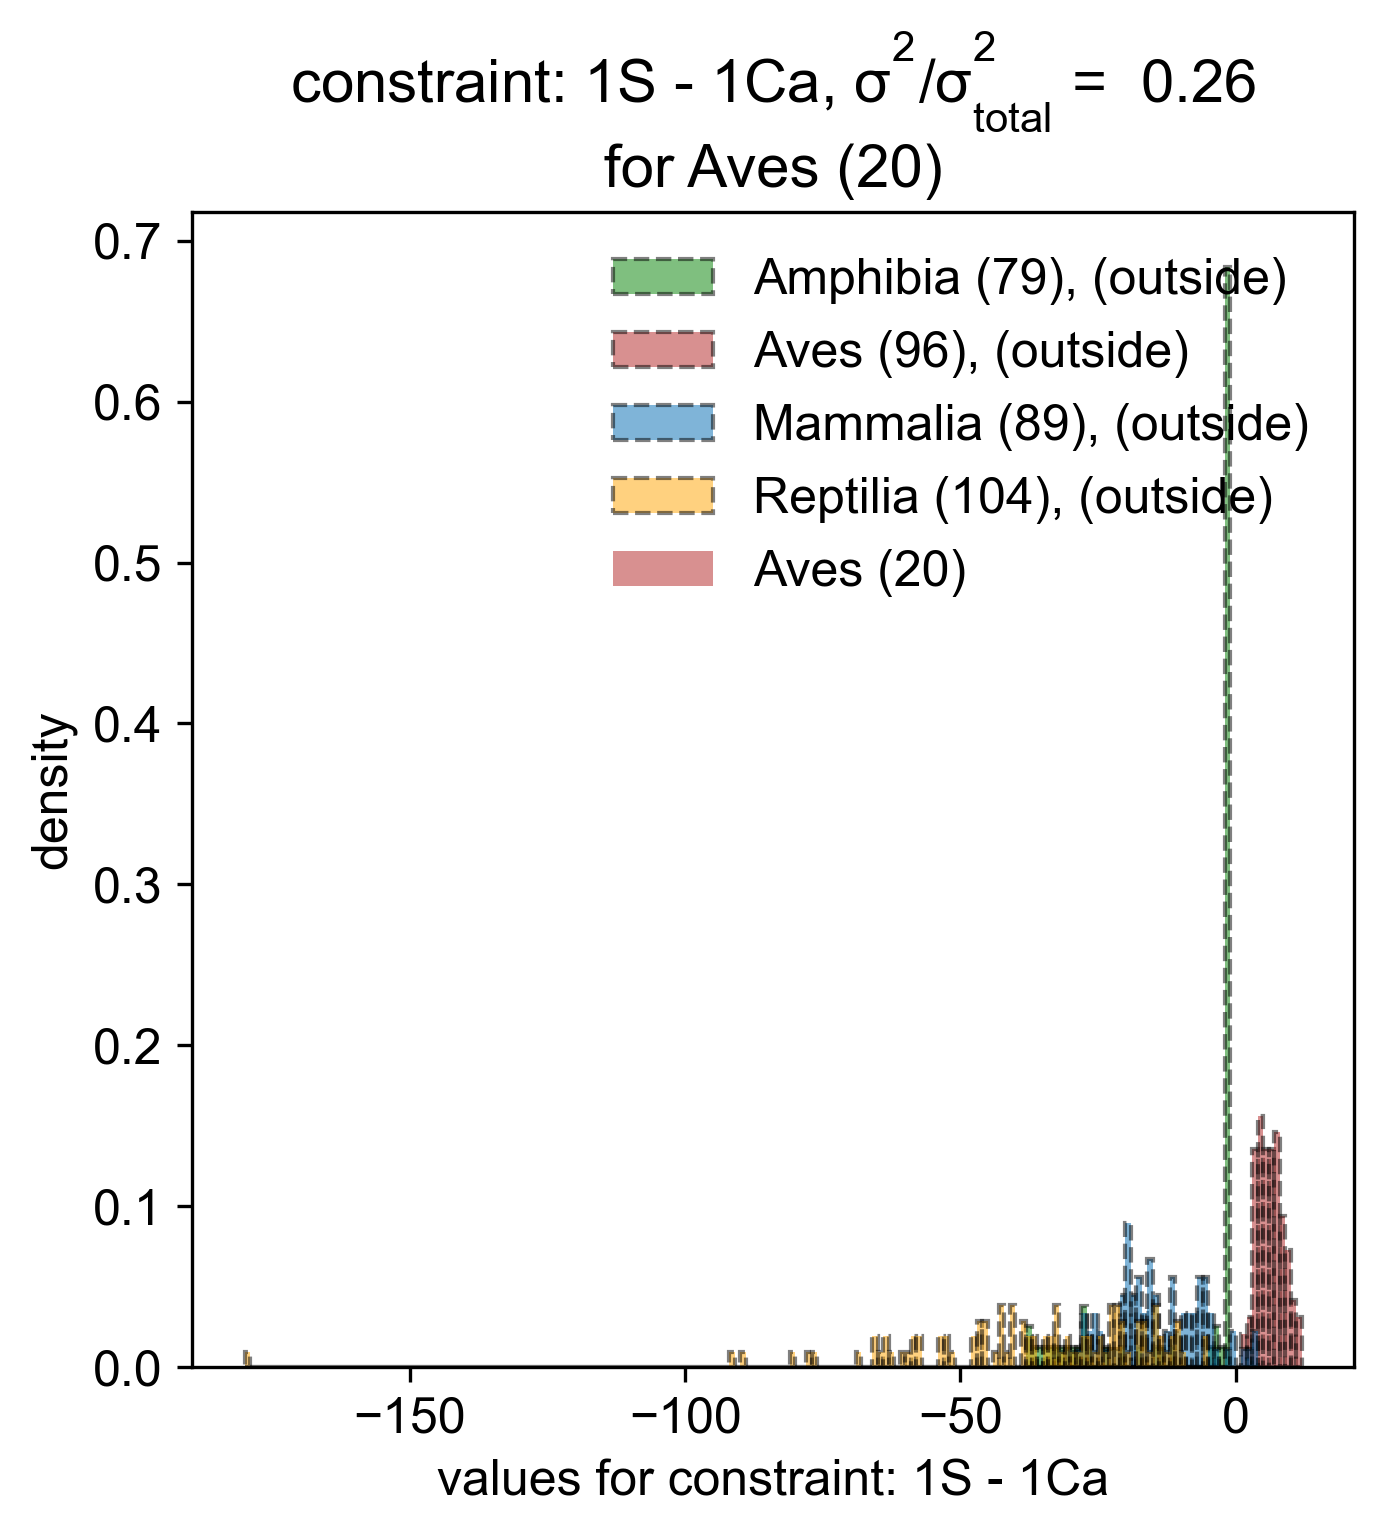 constraint: 1S - 1Ca, σ²/σ²total = 0.26
for Aves (20)
0.7
0.6
0.5
0.4
0.3
0.2
0.1
0.0
density
Amphibia (79), (outside)
Aves (96), (outside)
Mammalia (89), (outside)
Reptilia (104), (outside)
Aves (20)
−150
−100
−50
0
values for constraint: 1S - 1Ca